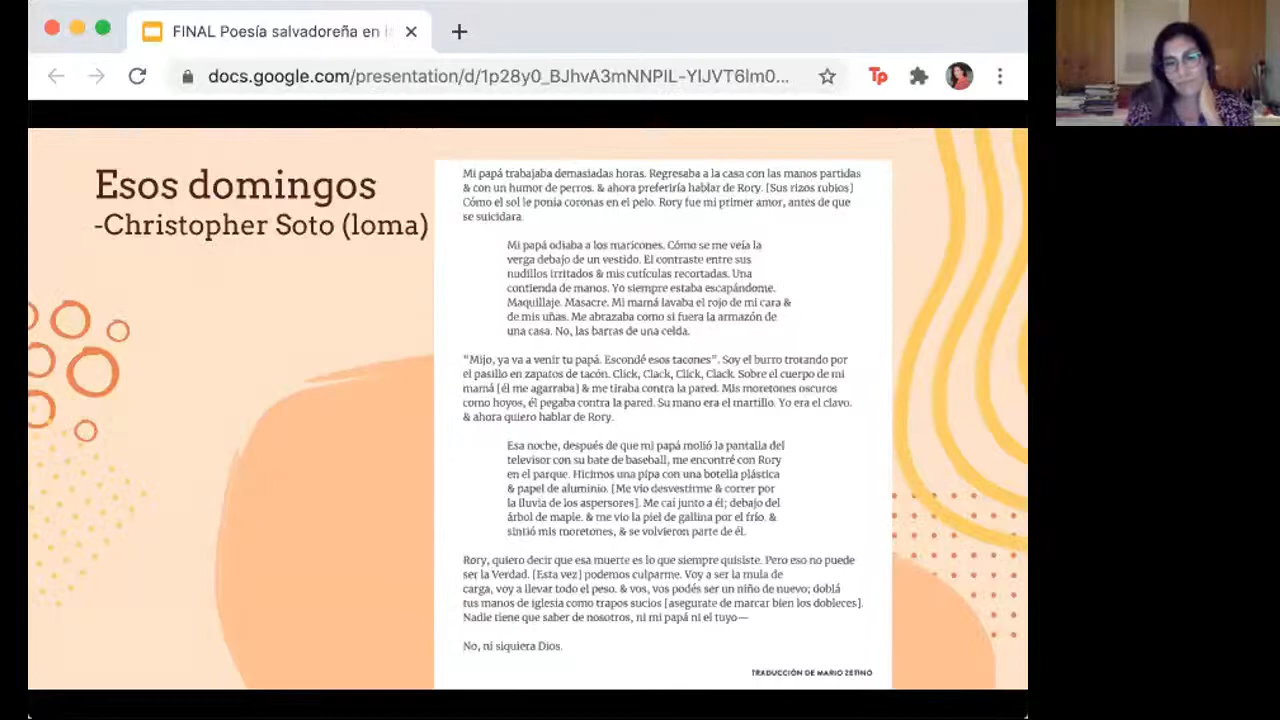 FINAL Poesía salvadoreña en l
docs.google.com/presentation/d/1p28y0_BJhvA3mNNPIL-YIJVT6lm0...
Tp
Esos domingos
-Christopher Soto (loma)
Mi papá trabajaba demasiadas horas. Regresaba a la casa con las manos partidas
& con un humor de perros. & ahora preferiría hablar de Rory. [Sus rizos rubios]
Cómo el sol le ponía coronas en el pelo. Rory fue mi primer amor, antes de que
se suicidara.
Mi papá odiaba a los maricones. Cómo se me veía la
verga debajo de un vestido. El contraste entre sus
nudillos irritados & mis cutículas recortadas. Una
contienda de manos. Yo siempre estaba escapándome.
Maquillaje. Masacre. Mi mamá lavaba el rojo de mi cara &
de mis uñas. Me abrazaba como si fuera la armazón de
una casa. No, las barras de una celda.
“Mijo, ya va a venir tu papá. Escondé esos tacones”. Soy el burro trotando por
el pasillo en zapatos de tacón. Click, Clack, Click, Clack. Sobre el cuerpo de mi
mamá [él me agarraba] & me tiraba contra la pared. Mis moretones oscuros
como hoyos, él pegaba contra la pared. Su mano era el martillo. Yo era el clavo.
& ahora quiero hablar de Rory.
Esa noche, después de que mi papá molió la pantalla del
televisor con su bate de baseball, me encontré con Rory
en el parque. Hicimos una pipa con una botella plástica
& papel de aluminio. [Me vio desvestirme & correr por
la lluvia de los aspersores]. Me caí junto a él; debajo del
árbol de maple. & me vio la piel de gallina por el frío. &
sintió mis moretones, & se volvieron parte de él.
Rory, quiero decir que esa muerte es lo que siempre quisiste. Pero eso no puede
ser la Verdad. [Esta vez] podemos culparme. Voy a ser la mula de
carga, voy a llevar todo el peso. & vos, vos podés ser un niño de nuevo; doblá
tus manos de iglesia como trapos sucios [asegurate de marcar bien los dobleces].
Nadie tiene que saber de nosotros, ni mi papá ni el tuyo—
No, ni siquiera Dios.
TRADUCCIÓN DE MARIO ZETINO